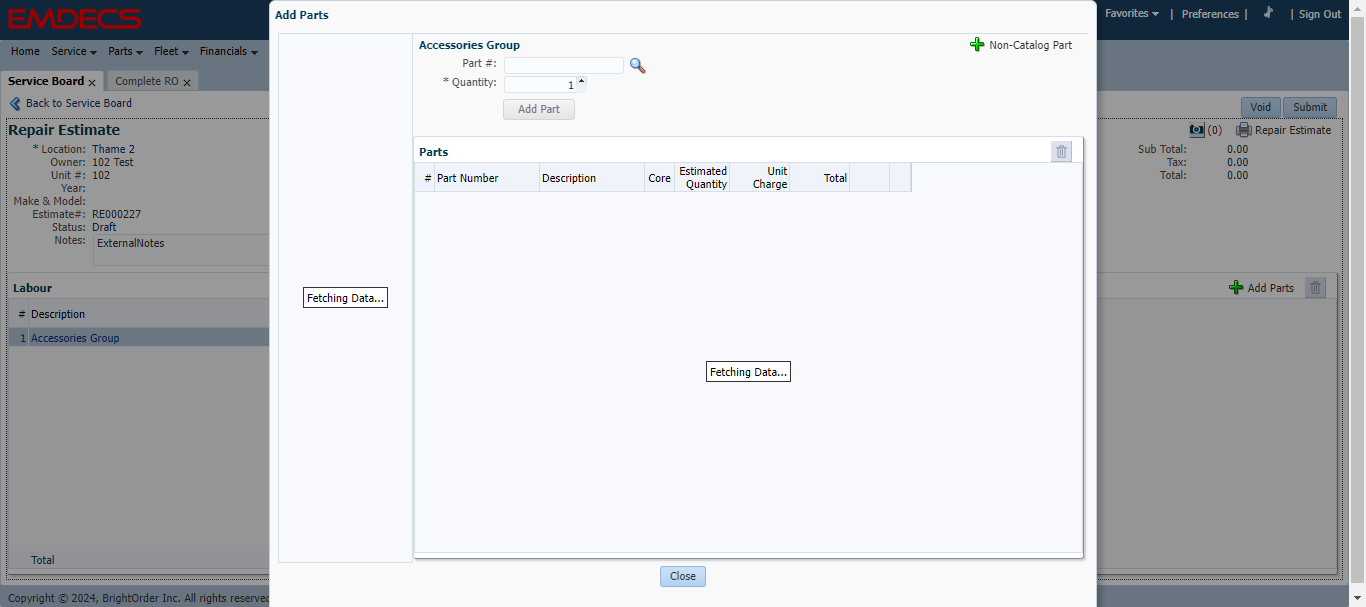 EMDECS
Favorites | Preferences | | Sign Out
Home Service Parts Fleet Financials
Service Board x Complete RO x
Back to Service Board
Void Submit
Repair Estimate
(0) Repair Estimate
* Location: Thame 2
Owner: 102 Test
Unit #: 102
Year:
Make & Model:
Estimate#: RE000227
Status: Draft
Notes: ExternalNotes
Sub Total: 0.00
Tax: 0.00
Total: 0.00
Labour
Add Parts
# Description
1 Accessories Group
Total
Copyright © 2024, BrightOrder Inc. All rights reserved
Add Parts
Accessories Group
Non-Catalog Part
Part #:
* Quantity: 1
Add Part
Parts
# Part Number Description Core Estimated Quantity Unit Charge Total
Fetching Data...
Fetching Data...
Close